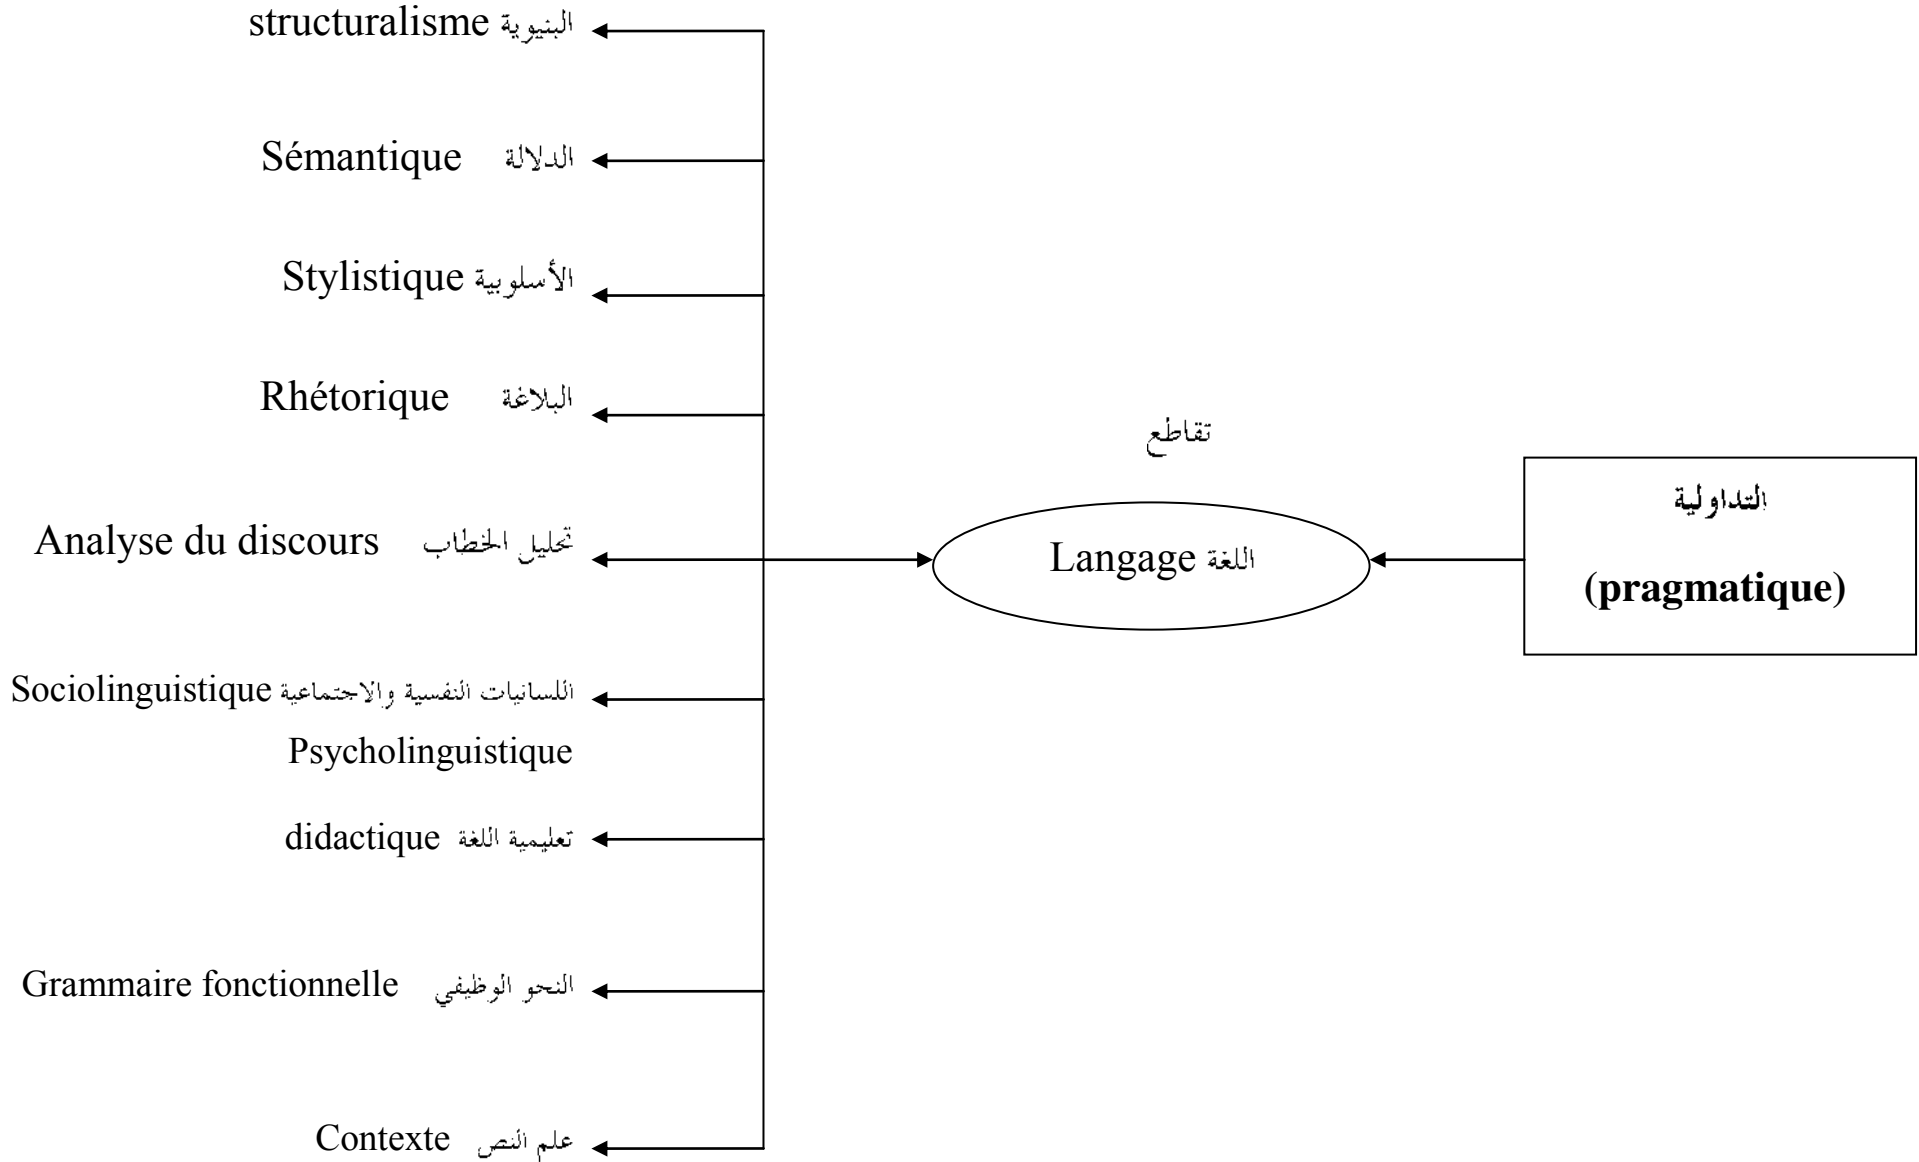 structuralisme البنيوية
Sémantique الدلالة
Stylistique الأسلوبية
Rhétorique البلاغة
تقاطع
التداولية
(pragmatique)
Langage اللغة
Analyse du discours تحليل الخطاب
Sociolinguistique اللسانيات النفسية والاجتماعية
Psycholinguistique
didactique تعليمية اللغة
Grammaire fonctionnelle النحو الوظيفي
Contexte علم النص